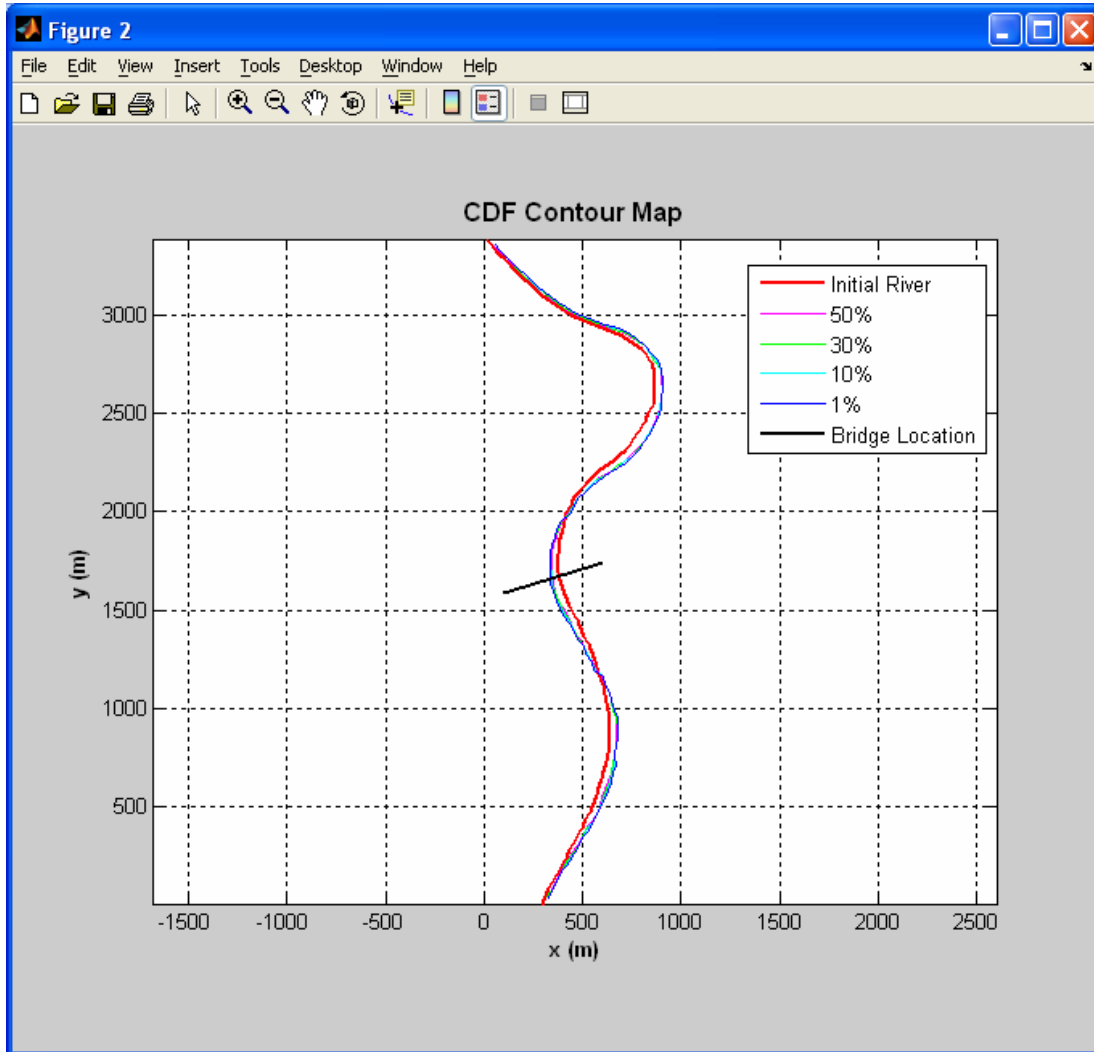 Figure 2
File Edit View Insert Tools Desktop Window Help
CDF Contour Map
Initial River
50%
30%
10%
1%
Bridge Location
3000
2500
2000
1500
1000
500
y (m)
-1500 -1000 -500 0 500 1000 1500 2000 2500
x (m)